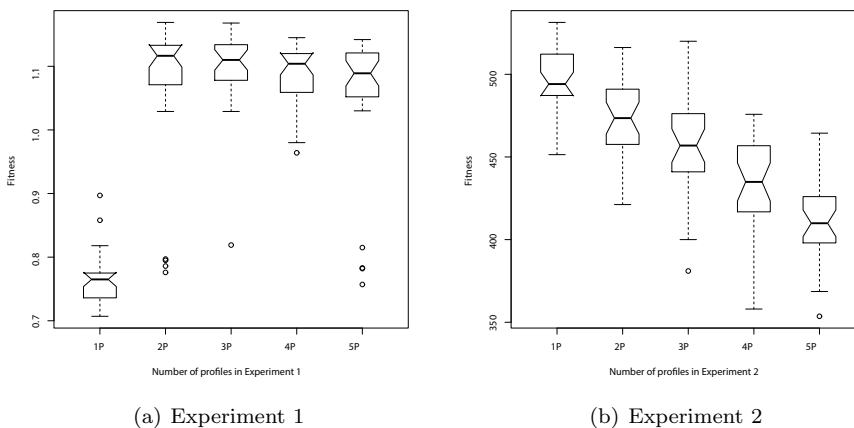 Fitness
1.1
1.0
0.9
0.8
0.7
1P 2P 3P 4P 5P
Number of profiles in Experiment 1
(a) Experiment 1
Fitness
500
450
400
350
1P 2P 3P 4P 5P
Number of profiles in Experiment 2
(b) Experiment 2